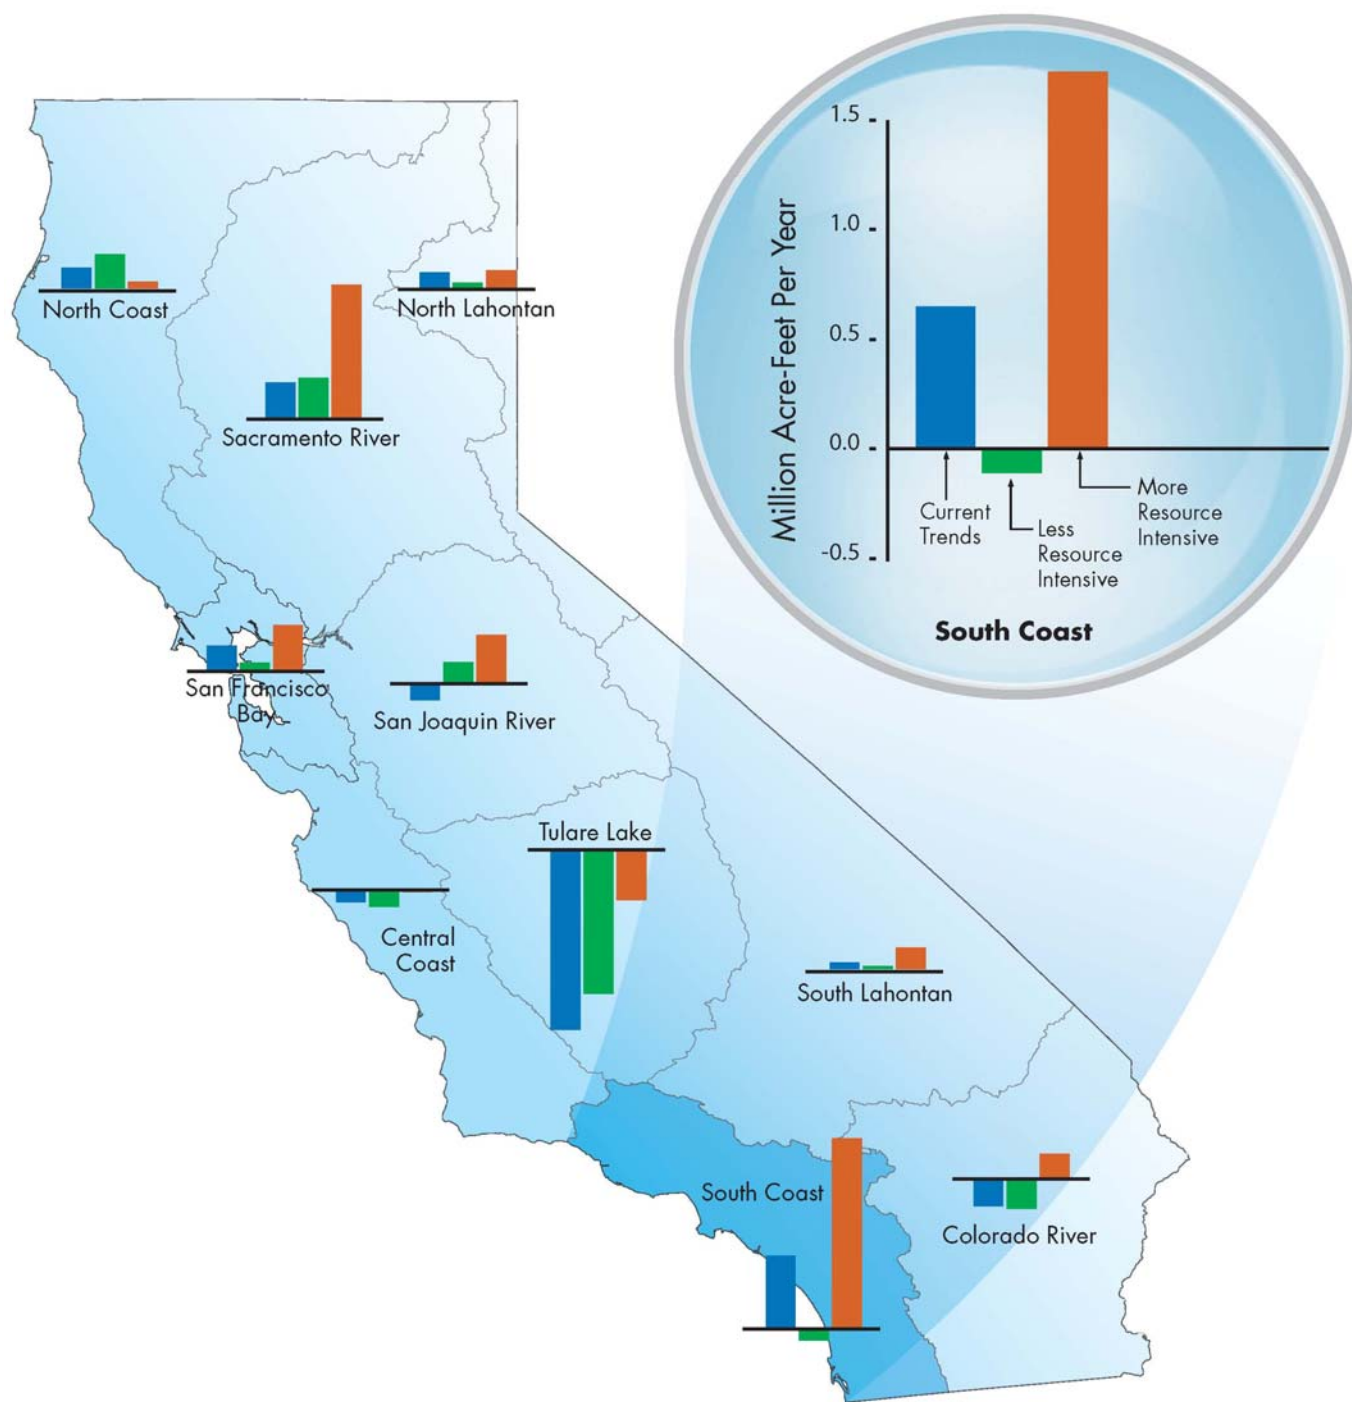 1.5
1.0
0.5
0.0
-0.5
Million Acre-Feet Per Year
Current
Trends
Less
Resource
Intensive
More
Resource
Intensive
South Coast
North Coast
North Lahontan
Sacramento River
San Francisco
Bay
San Joaquin River
Tulare Lake
Central
Coast
South Lahontan
South Coast
Colorado River